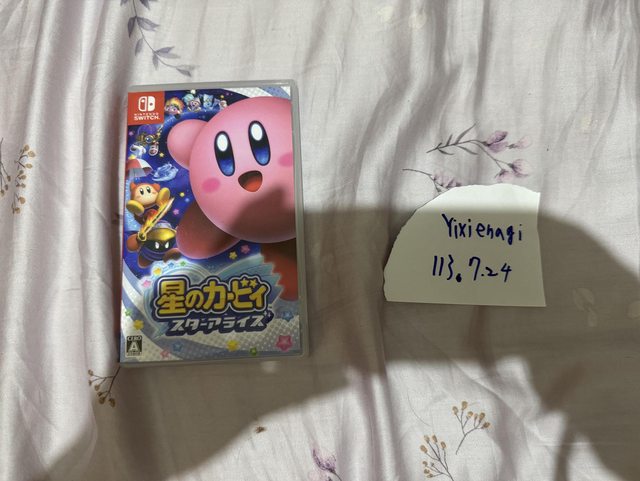 NINTENDO
SWITCH
星のカービィ
スターアライズ
CERO
A
Yixienagi
113.7.24